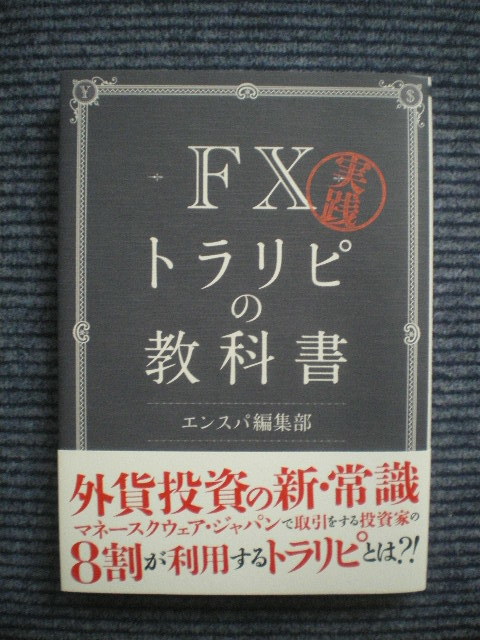 ¥
$
FX
実践
トラリピ
の
教科書
エンスパ編集部
外貨投資の新・常識
マネースクウェア・ジャパンで取引をする投資家の
8割が利用するトラリピとは?!